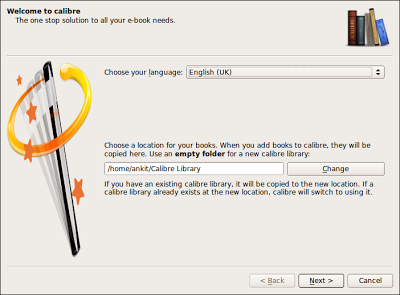 Welcome to calibre
The one stop solution to all your e-book needs.
Choose your language: English (UK)
Choose a location for your books. When you add books to calibre, they will be
copied here. Use an empty folder for a new calibre library:
/home/ankit/Calibre Library Change
If you have an existing calibre library, it will be copied to the new location. If a
calibre library already exists at the new location, calibre will switch to using it.
< Back Next > Cancel